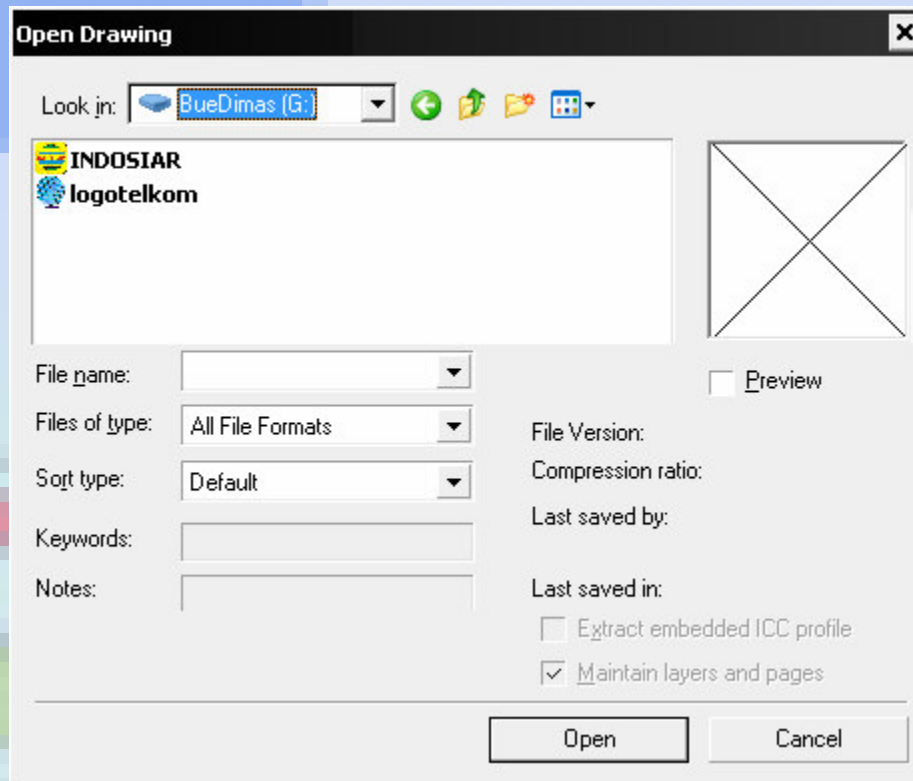 Open Drawing
Look in: BueDimas (G:)
INDOSIAR
logotelkom
File name:
Preview
Files of type: All File Formats
File Version:
Sort type: Default
Compression ratio:
Last saved by:
Keywords:
Notes:
Last saved in:
Extract embedded ICC profile
Maintain layers and pages
Open Cancel